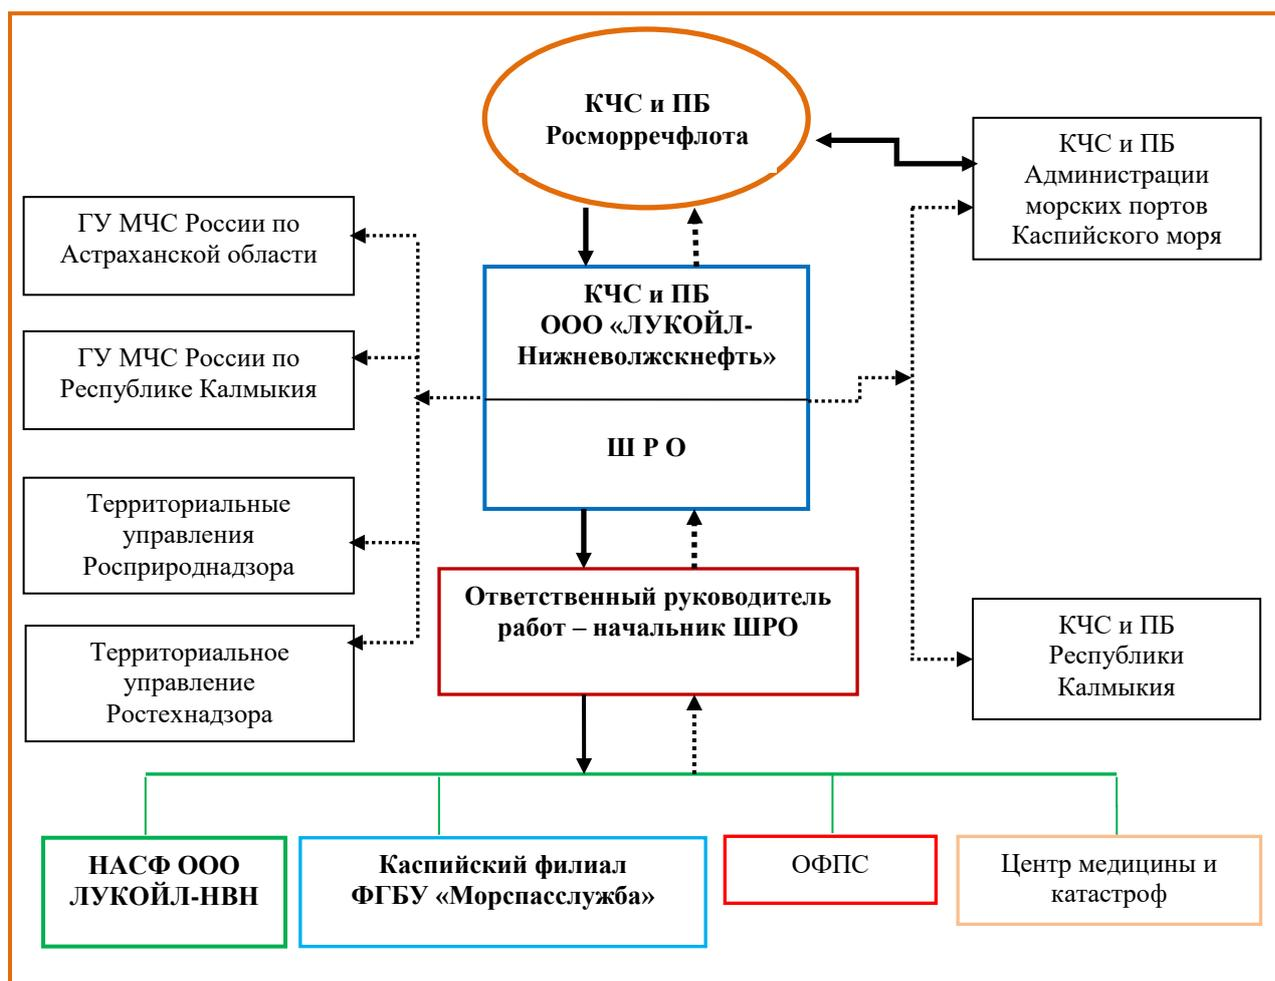 КЧС и ПБ
Росморречфлота
КЧС и ПБ
Администрации
морских портов
Каспийского моря
ГУ МЧС России по
Астраханской области
КЧС и ПБ
ООО «ЛУКОЙЛ-
Нижневолжскнефть»
ГУ МЧС России по
Республике Калмыкия
Ш Р О
Территориальные
управления
Росприроднадзора
Ответственный руководитель
работ – начальник ШРО
КЧС и ПБ
Республики
Калмыкия
Территориальное
управление
Ростехнадзора
НАСФ ООО
ЛУКОЙЛ-НВН
Каспийский филиал
ФГБУ «Морспасслужба»
ОФПС
Центр медицины и
катастроф